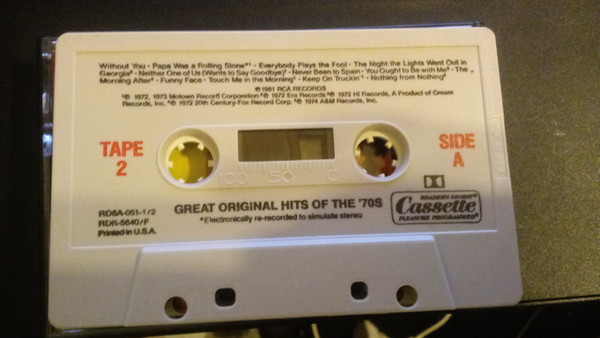 Without You • Papa Was a Rolling Stone*¹ • Everybody Plays the Fool • The Night the Lights Went Out in
Georgia² • Neither One of Us (Wants to Say Goodbye)¹ • Never Been to Spain • You Ought to Be with Me³ • The
Morning After⁴ • Funny Face • Touch Me in the Morning¹ • Keep On Truckin'¹ • Nothing from Nothing⁵
℗ 1981 RCA RECORDS
¹℗ 1972, 1973 Motown Record Corporation ²℗ 1972 Era Records ³℗ 1972 Hi Records, A Product of Cream
Records, Inc. ⁴℗ 1972 20th Century-Fox Record Corp. ⁵℗ 1974 A&M Records, Inc.
TAPE
2
SIDE
A
100 50 0
RD6A-051-1/2
RDK-5640/F
Printed in U.S.A.
GREAT ORIGINAL HITS OF THE '70S
*Electronically re-recorded to simulate stereo
Cassette